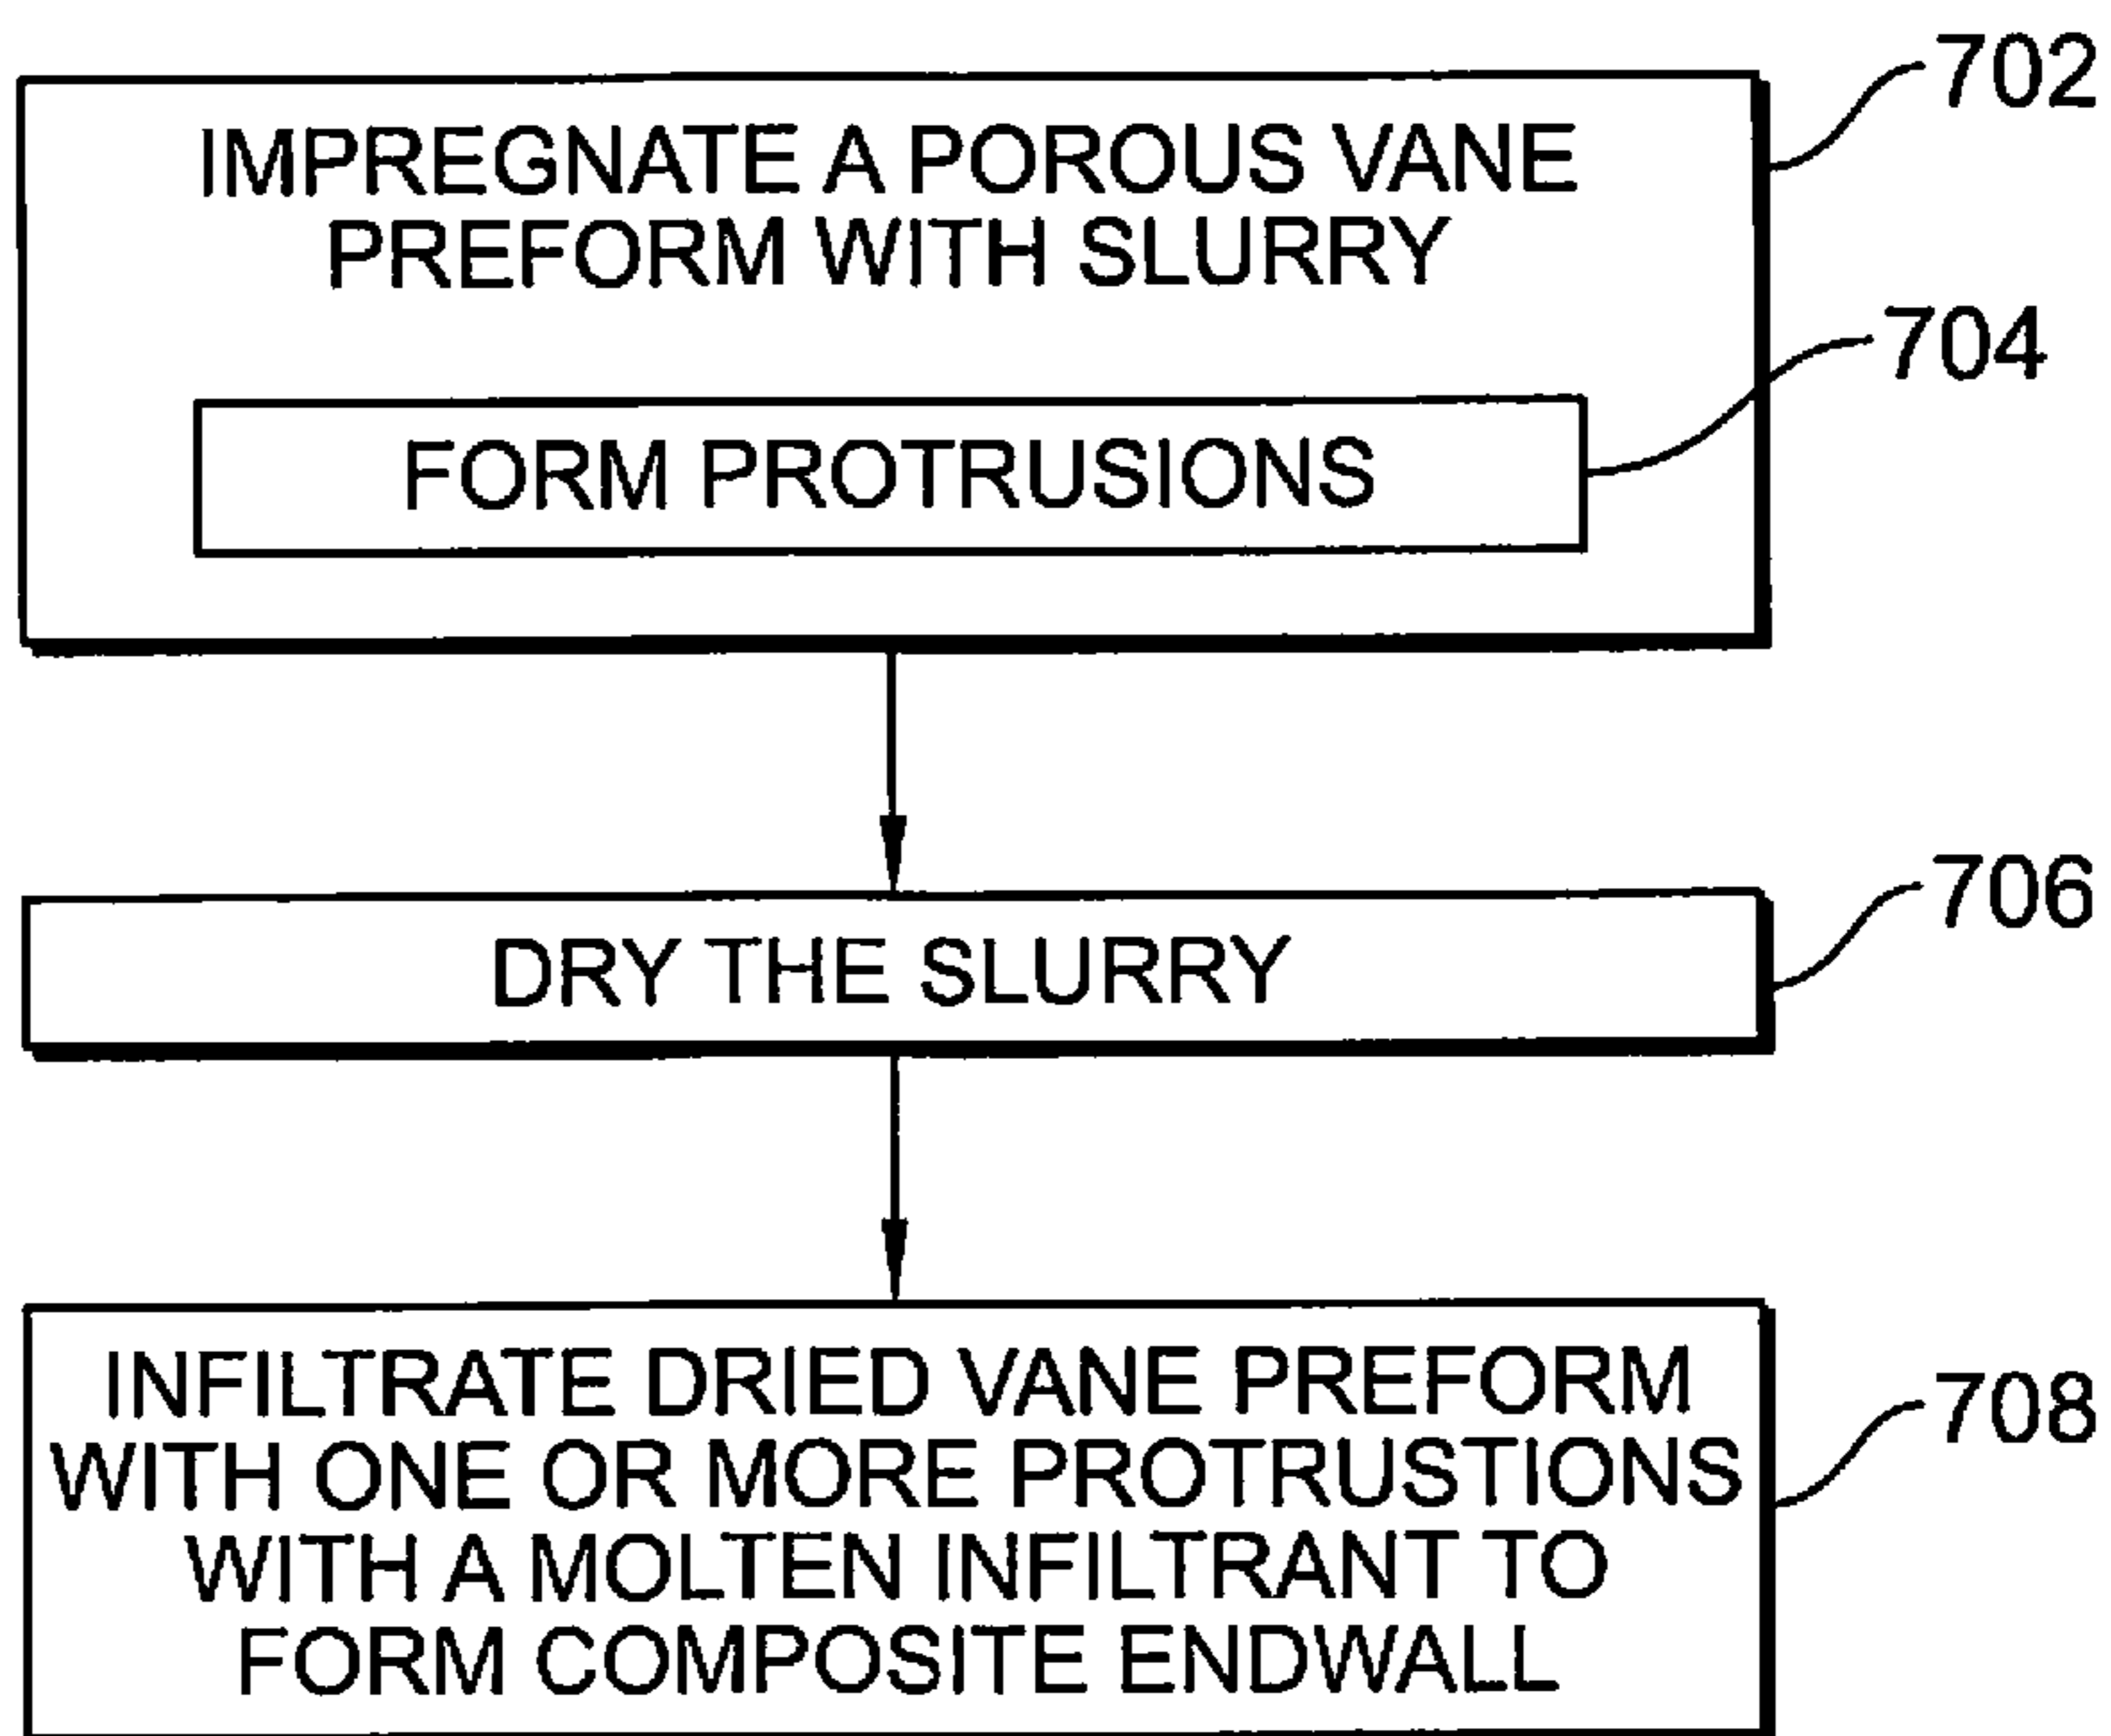 702
IMPREGNATE A POROUS VANE
PREFORM WITH SLURRY
704
FORM PROTRUSIONS
706
DRY THE SLURRY
INFILTRATE DRIED VANE PREFORM
708
WITH ONE OR MORE PROTRUSTIONS
WITH A MOLTEN INFILTRANT TO
FORM COMPOSITE ENDWALL